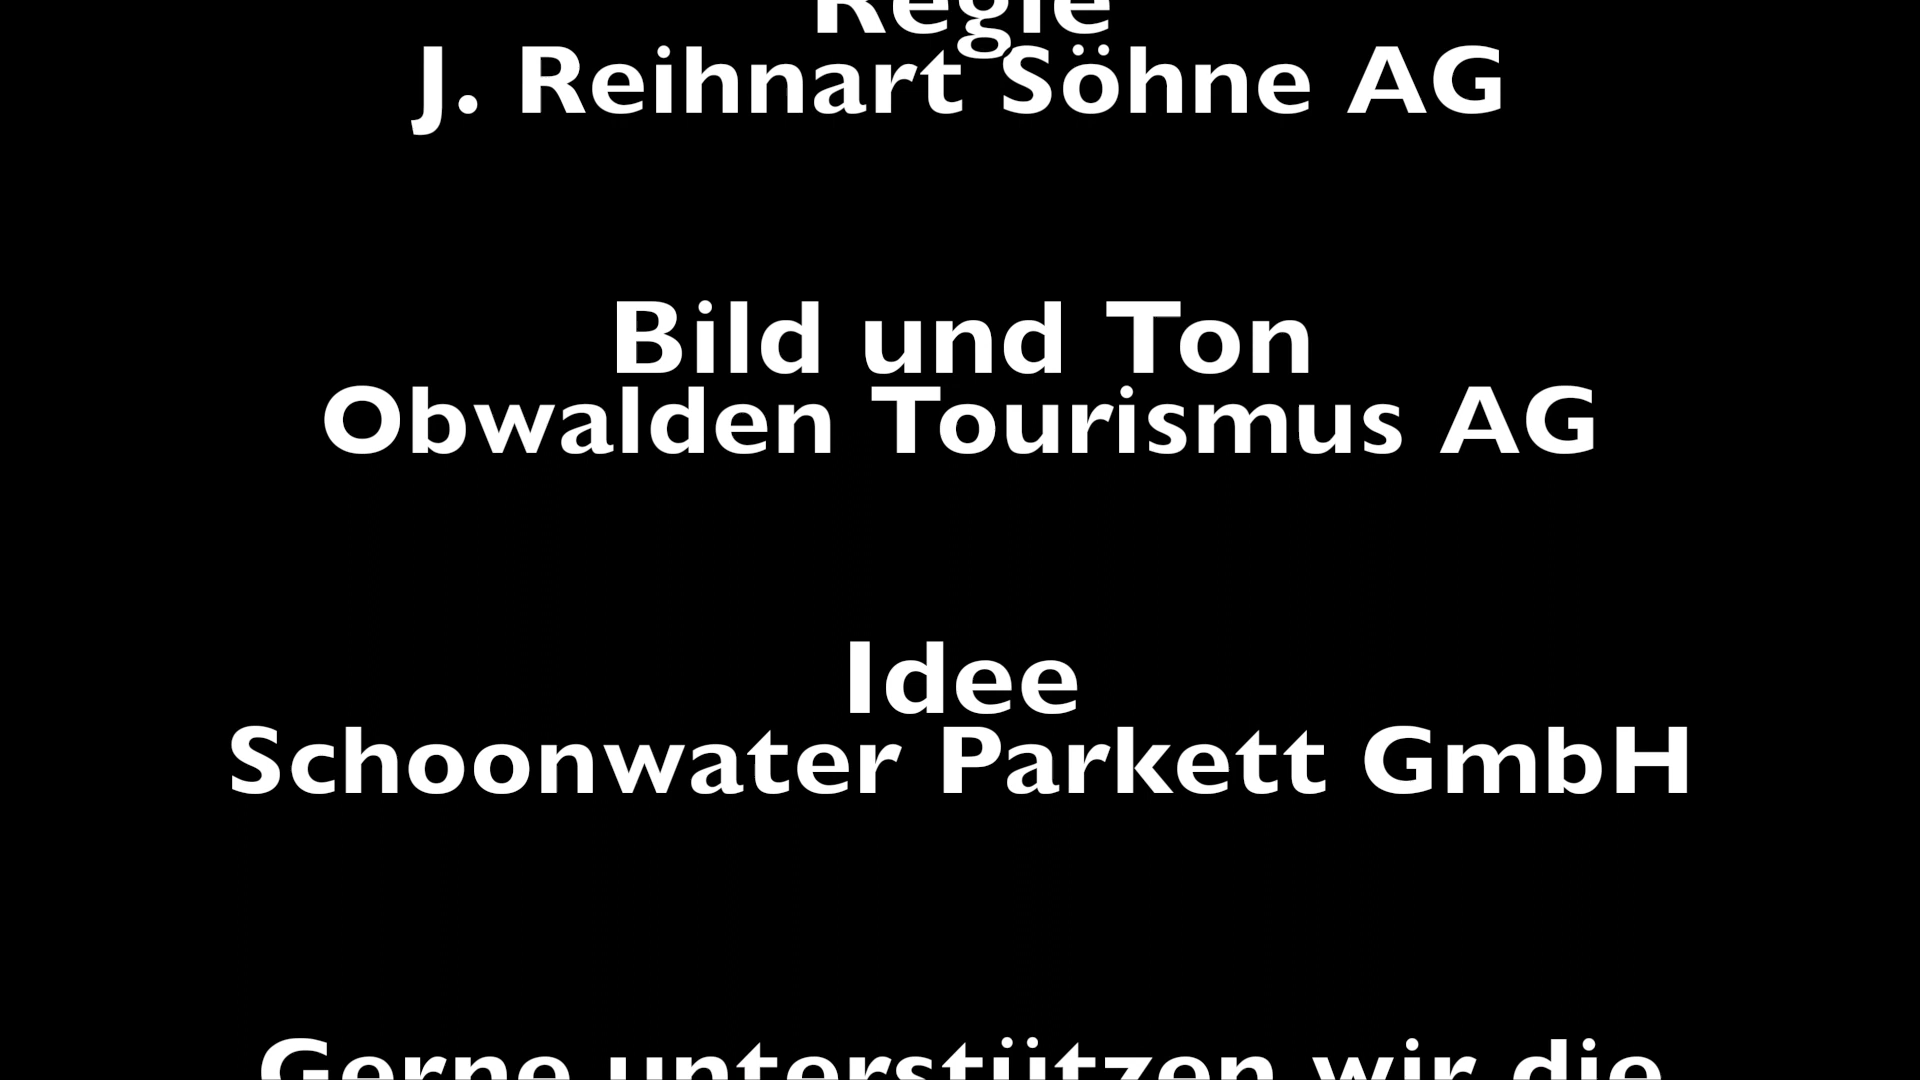 Regie
J. Reihnart Söhne AG
Bild und Ton
Obwalden Tourismus AG
Idee
Schoonwater Parkett GmbH
Gerne unterstützen wir die